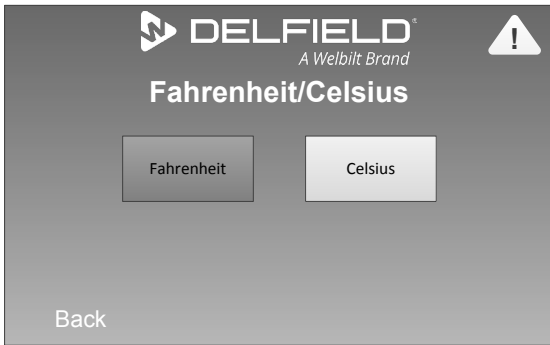 DELFIELD®
A Welbilt Brand
!
Fahrenheit/Celsius
Fahrenheit
Celsius
Back